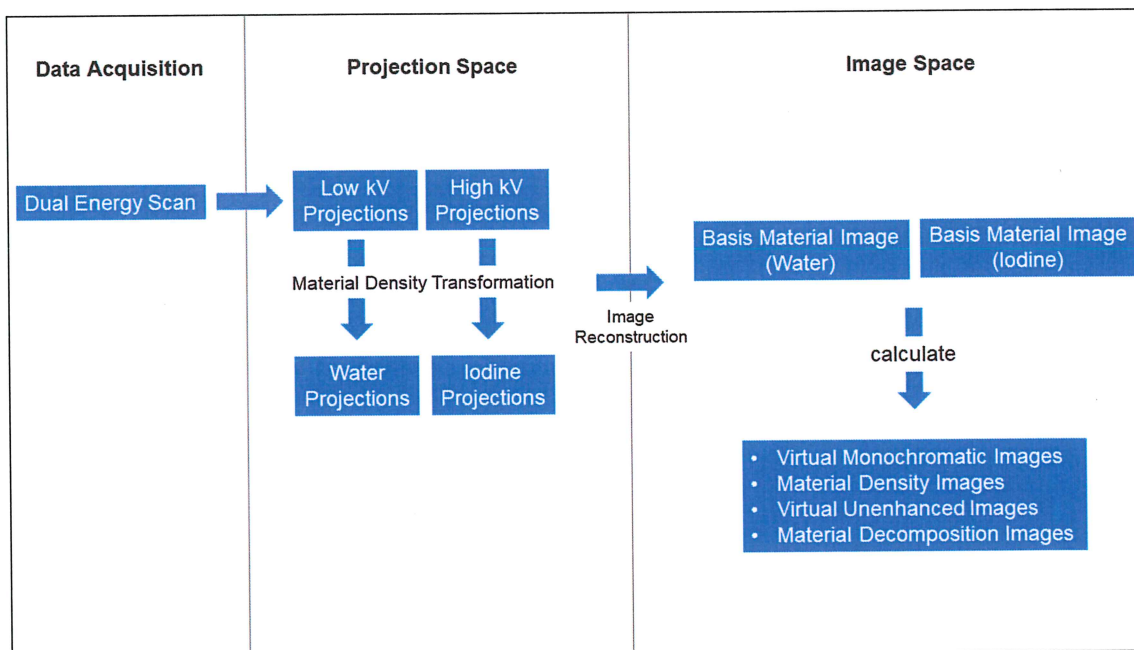 Data Acquisition
Projection Space
Image Space
Dual Energy Scan
Low kV
Projections
High kV
Projections
Material Density Transformation
Water
Projections
Iodine
Projections
Image
Reconstruction
Basis Material Image
(Water)
Basis Material Image
(Iodine)
calculate
• Virtual Monochromatic Images
• Material Density Images
• Virtual Unenhanced Images
• Material Decomposition Images